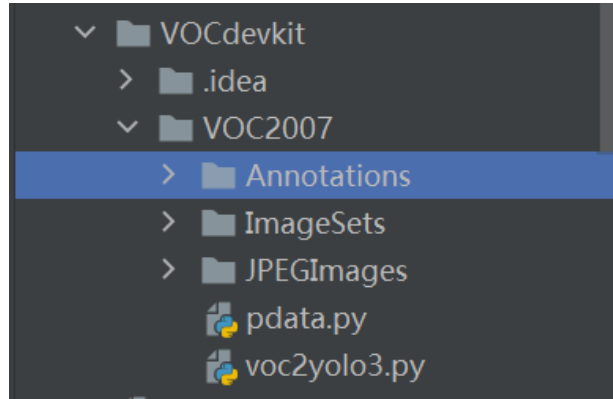 VOCdevkit
.idea
VOC2007
Annotations
ImageSets
JPEGImages
pdata.py
voc2yolo3.py